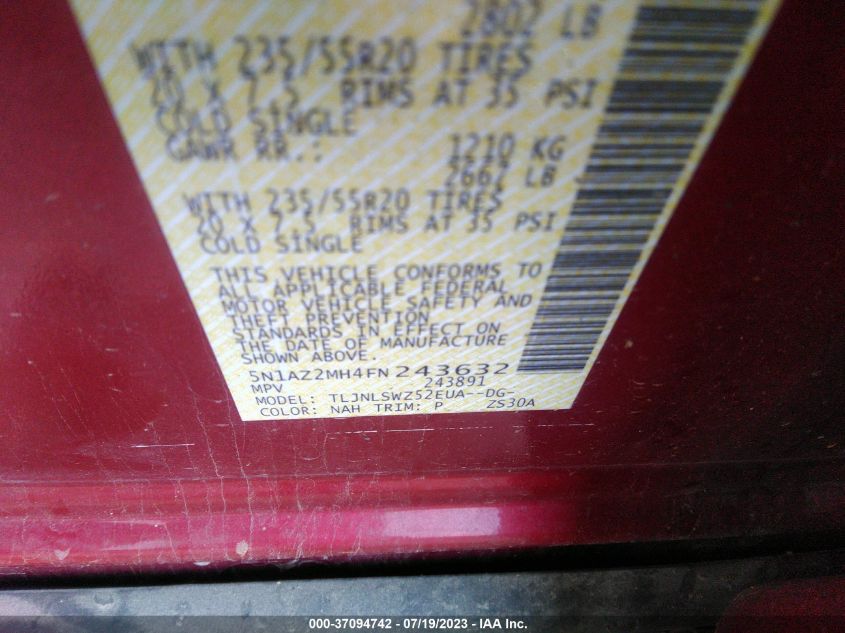 2802 LB
WITH 235/55R20 TIRES
20 X 7.5 RIMS AT 35 PSI
COLD SINGLE
GAWR RR.: 1210 KG
2667 LB
WITH 235/55R20 TIRES
20 X 7.5 RIMS AT 35 PSI
COLD SINGLE
THIS VEHICLE CONFORMS TO
ALL APPLICABLE FEDERAL
MOTOR VEHICLE SAFETY AND
THEFT PREVENTION
STANDARDS IN EFFECT ON
THE DATE OF MANUFACTURE
SHOWN ABOVE.
5N1AZ2MH4FN243632
MPV 243891
MODEL: TLJNLSWZ52EUA--DG-
COLOR: NAH TRIM: P ZS30A
000-37094742 - 07/19/2023 - IAA Inc.